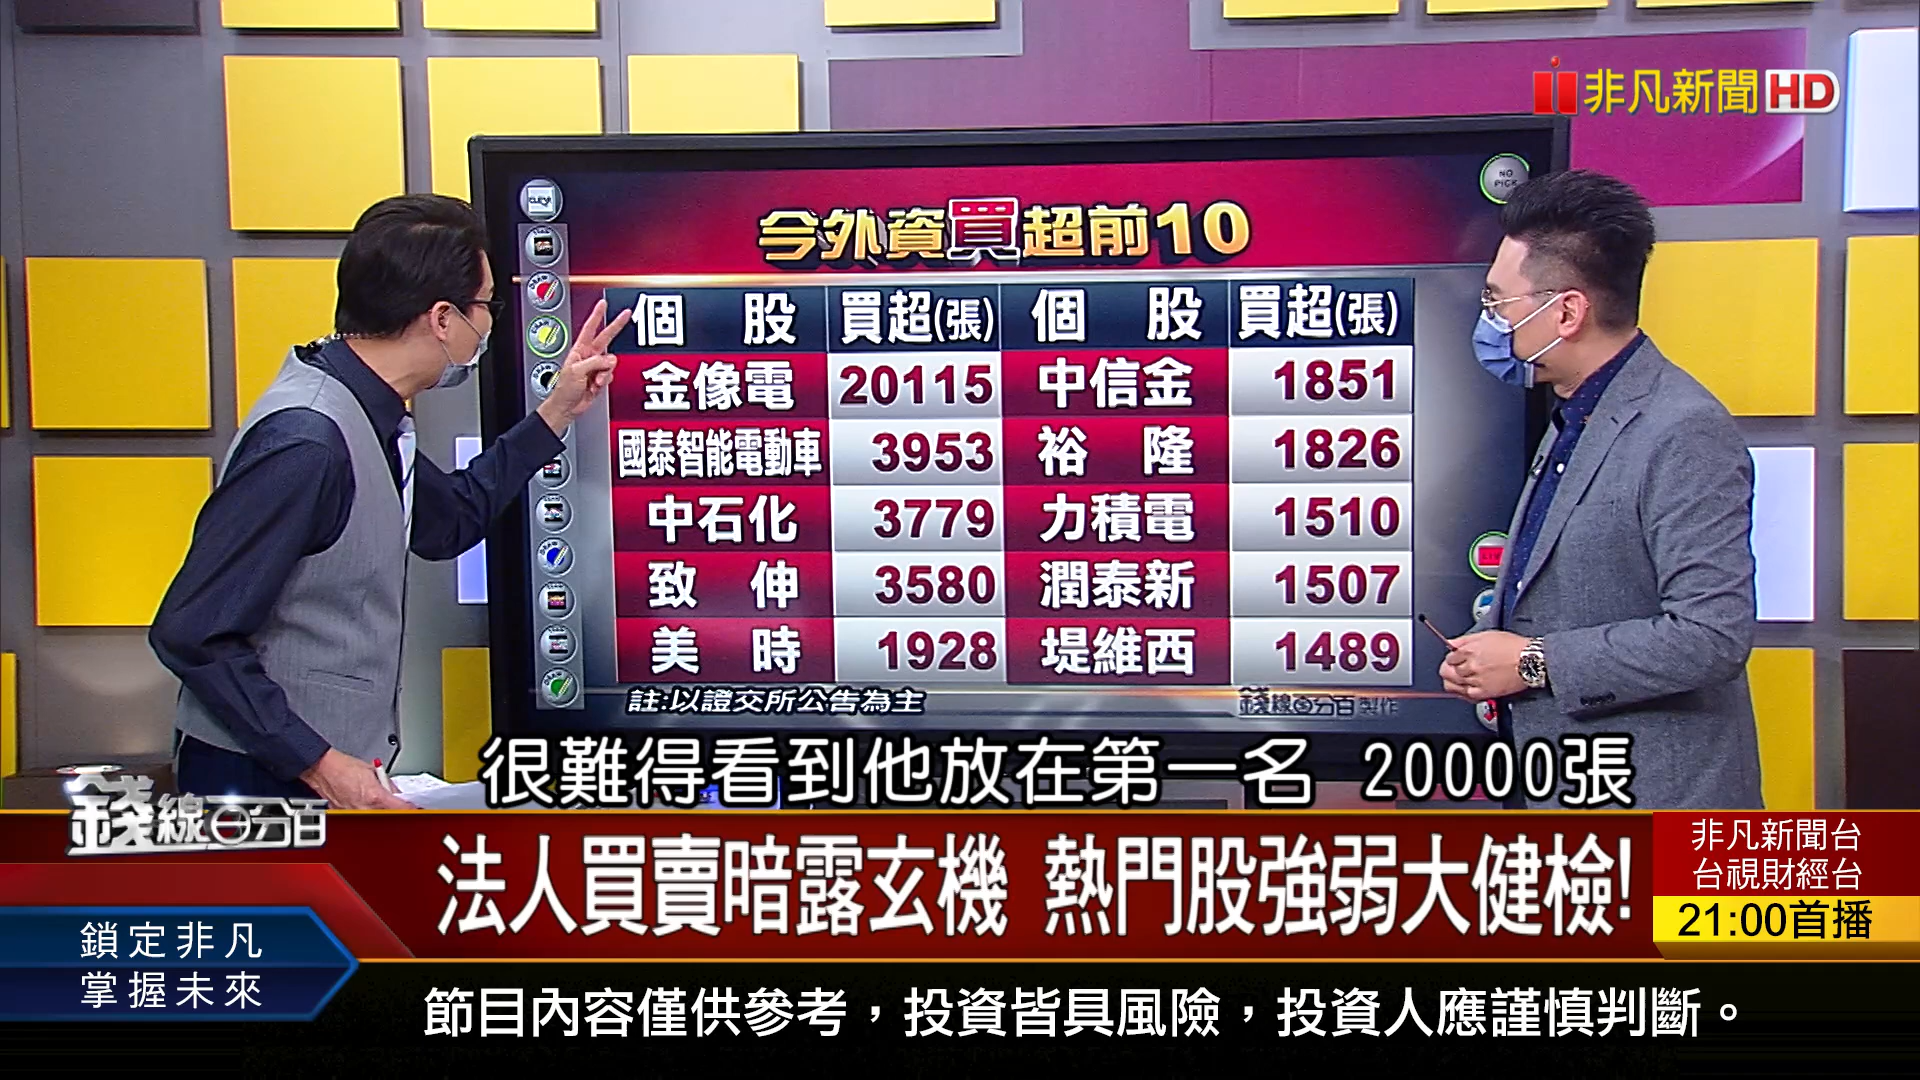 非凡新聞HD
CLEAR
NO PICK
今外資買超前10
個股 買超(張) 個股 買超(張)
金像電 20115 中信金 1851
國泰智能電動車 3953 裕隆 1826
中石化 3779 力積電 1510
致伸 3580 潤泰新 1507
美時 1928 堤維西 1489
註:以證交所公告為主
錢線百分百製作
很難得看到他放在第一名 20000張
錢線百分百
法人買賣暗露玄機 熱門股強弱大健檢!
非凡新聞台
台視財經台
21:00首播
鎖定非凡
掌握未來
節目內容僅供參考，投資皆具風險，投資人應謹慎判斷。